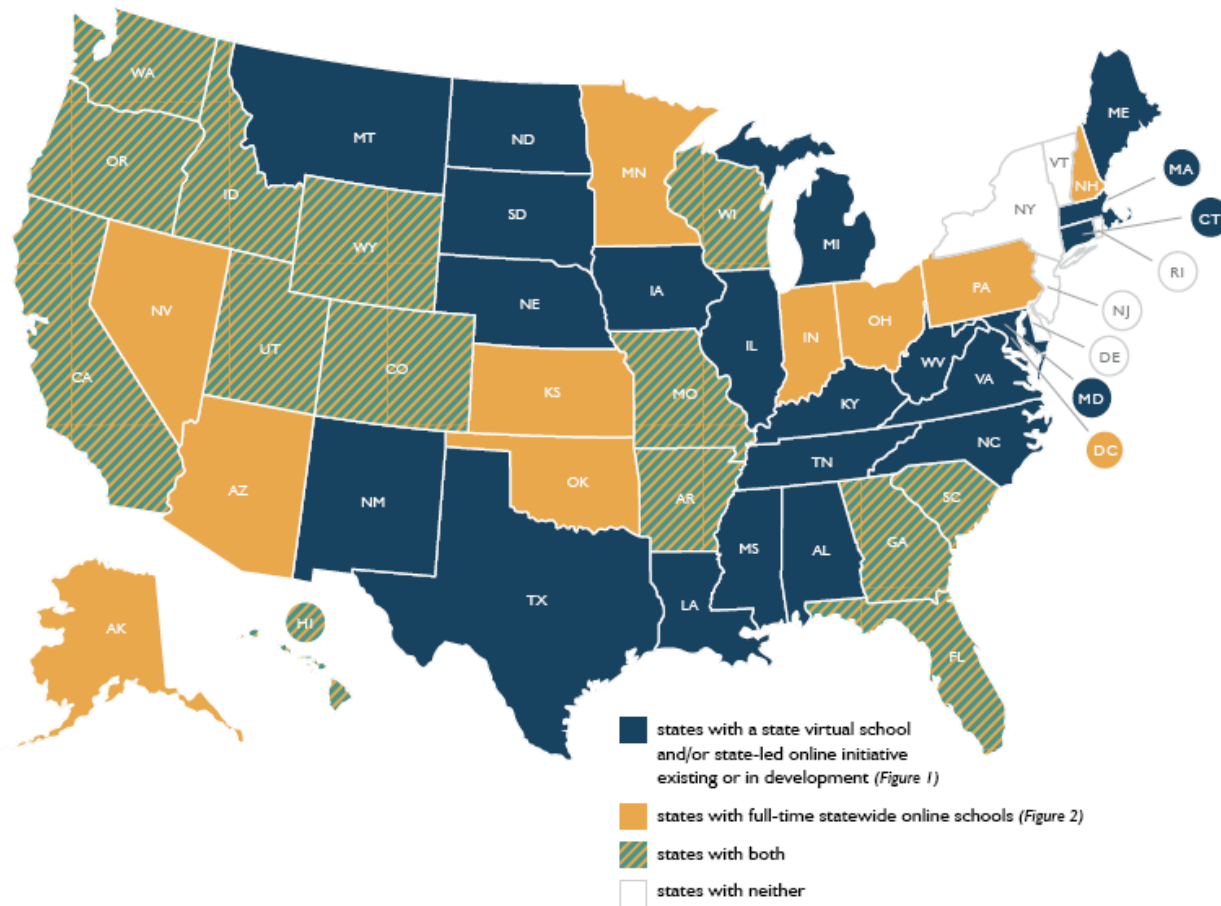 WA
MT
ND
MN
ME
OR
ID
SD
WI
VT
NH
MA
NY
CT
WY
MI
RI
IA
PA
NE
NJ
NV
UT
CO
IL
IN
OH
DE
CA
KS
MO
WV
VA
MD
KY
NC
DC
AZ
NM
OK
AR
TN
SC
MS
AL
GA
TX
LA
AK
HI
FL
states with a state virtual school
and/or state-led online initiative
existing or in development (Figure 1)
states with full-time statewide online schools (Figure 2)
states with both
states with neither